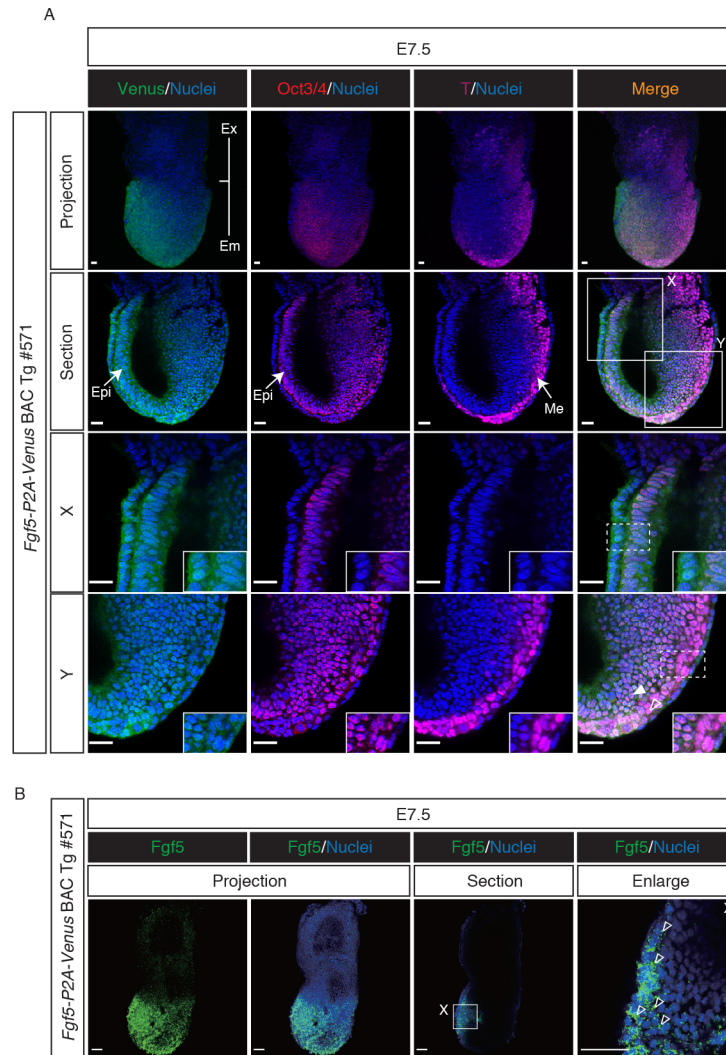 A
E7.5
Venus/Nuclei
Oct3/4/Nuclei
T/Nuclei
Merge
Fgf5-P2A-Venus BAC Tg #571
Projection
Ex
Em
Section
Epi
Epi
Me
X
Y
X
Y
B
Fgf5-P2A-Venus BAC Tg #571
E7.5
Fgf5
Fgf5/Nuclei
Fgf5/Nuclei
Fgf5/Nuclei
Projection
Section
Enlarge
X